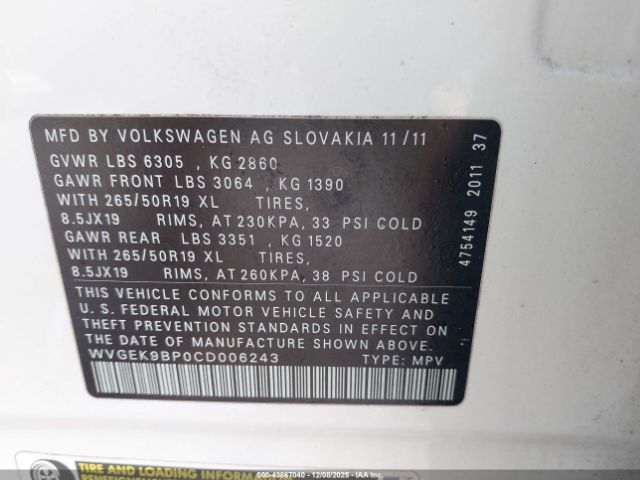 MFD BY VOLKSWAGEN AG SLOVAKIA 11/11
GVWR LBS 6305 , KG 2860
GAWR FRONT LBS 3064 , KG 1390
WITH 265/50R19 XL TIRES,
8.5JX19 RIMS, AT 230KPA, 33 PSI COLD
GAWR REAR LBS 3351 , KG 1520
WITH 265/50R19 XL TIRES,
8.5JX19 RIMS, AT 260KPA, 38 PSI COLD
THIS VEHICLE CONFORMS TO ALL APPLICABLE
U. S. FEDERAL MOTOR VEHICLE SAFETY AND
THEFT PREVENTION STANDARDS IN EFFECT ON
THE DATE OF MANUFACTURE SHOWN ABOVE.
WVGEK9BP0CD006243 TYPE: MPV
4754149 2011 37
TIRE AND LOADING INFORMATION
000-43867040 - 12/08/2025 - IAA Inc.